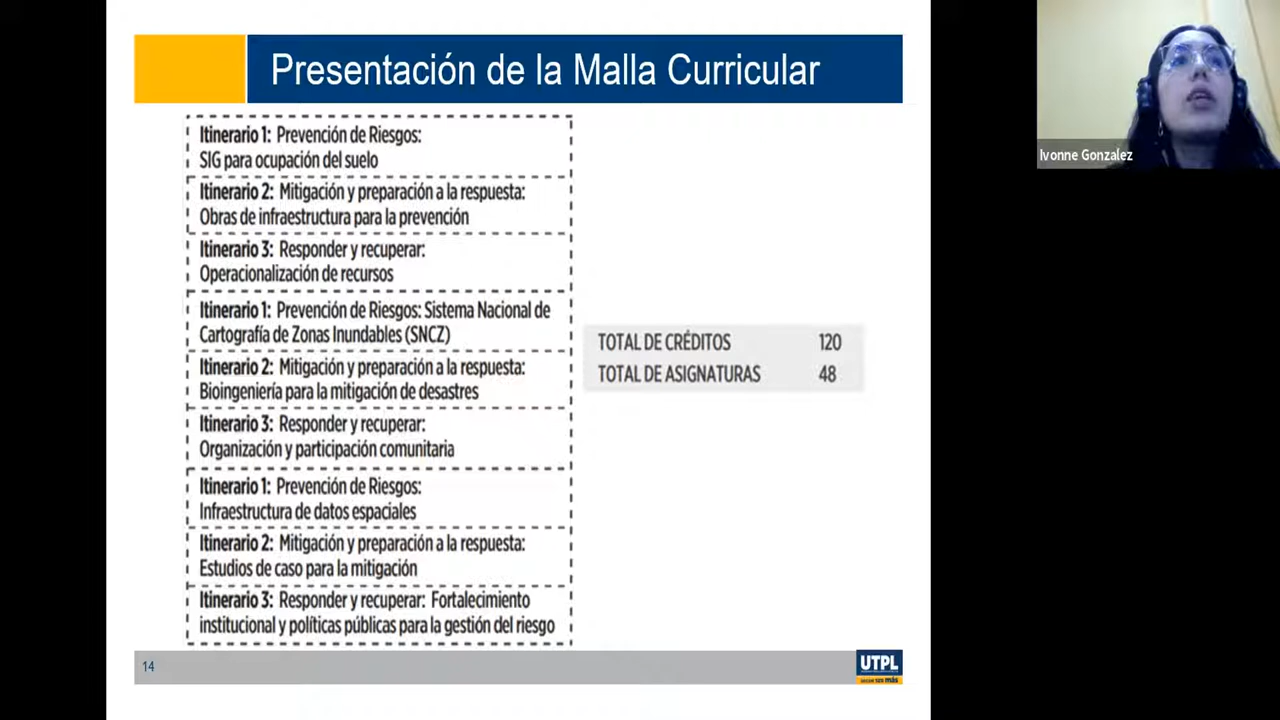 Presentación de la Malla Curricular
Itinerario 1: Prevención de Riesgos:
SIG para ocupación del suelo
Itinerario 2: Mitigación y preparación a la respuesta:
Obras de infraestructura para la prevención
Itinerario 3: Responder y recuperar:
Operacionalización de recursos
Itinerario 1: Prevención de Riesgos: Sistema Nacional de
Cartografía de Zonas Inundables (SNCZ)
Itinerario 2: Mitigación y preparación a la respuesta:
Bioingeniería para la mitigación de desastres
Itinerario 3: Responder y recuperar:
Organización y participación comunitaria
Itinerario 1: Prevención de Riesgos:
Infraestructura de datos espaciales
Itinerario 2: Mitigación y preparación a la respuesta:
Estudios de caso para la mitigación
Itinerario 3: Responder y recuperar: Fortalecimiento
institucional y políticas públicas para la gestión del riesgo
TOTAL DE CRÉDITOS 120
TOTAL DE ASIGNATURAS 48
14
UTPL
más
Ivonne Gonzalez